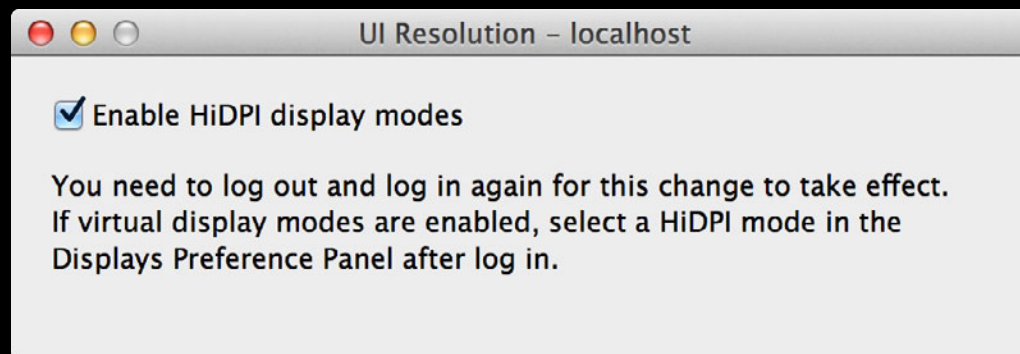 UI Resolution – localhost
Enable HiDPI display modes
You need to log out and log in again for this change to take effect.
If virtual display modes are enabled, select a HiDPI mode in the
Displays Preference Panel after log in.